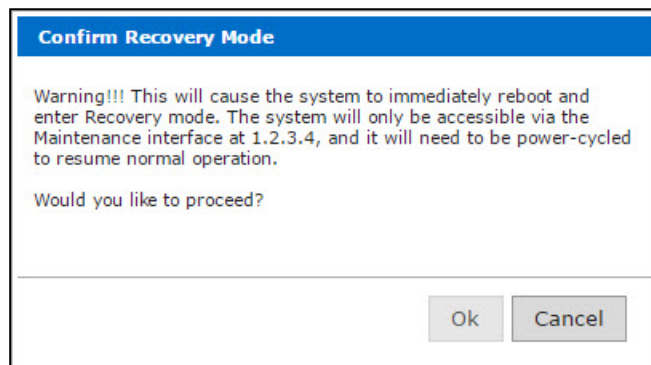 Confirm Recovery Mode
Warning!!! This will cause the system to immediately reboot and
enter Recovery mode. The system will only be accessible via the
Maintenance interface at 1.2.3.4, and it will need to be power-cycled
to resume normal operation.
Would you like to proceed?
Ok Cancel